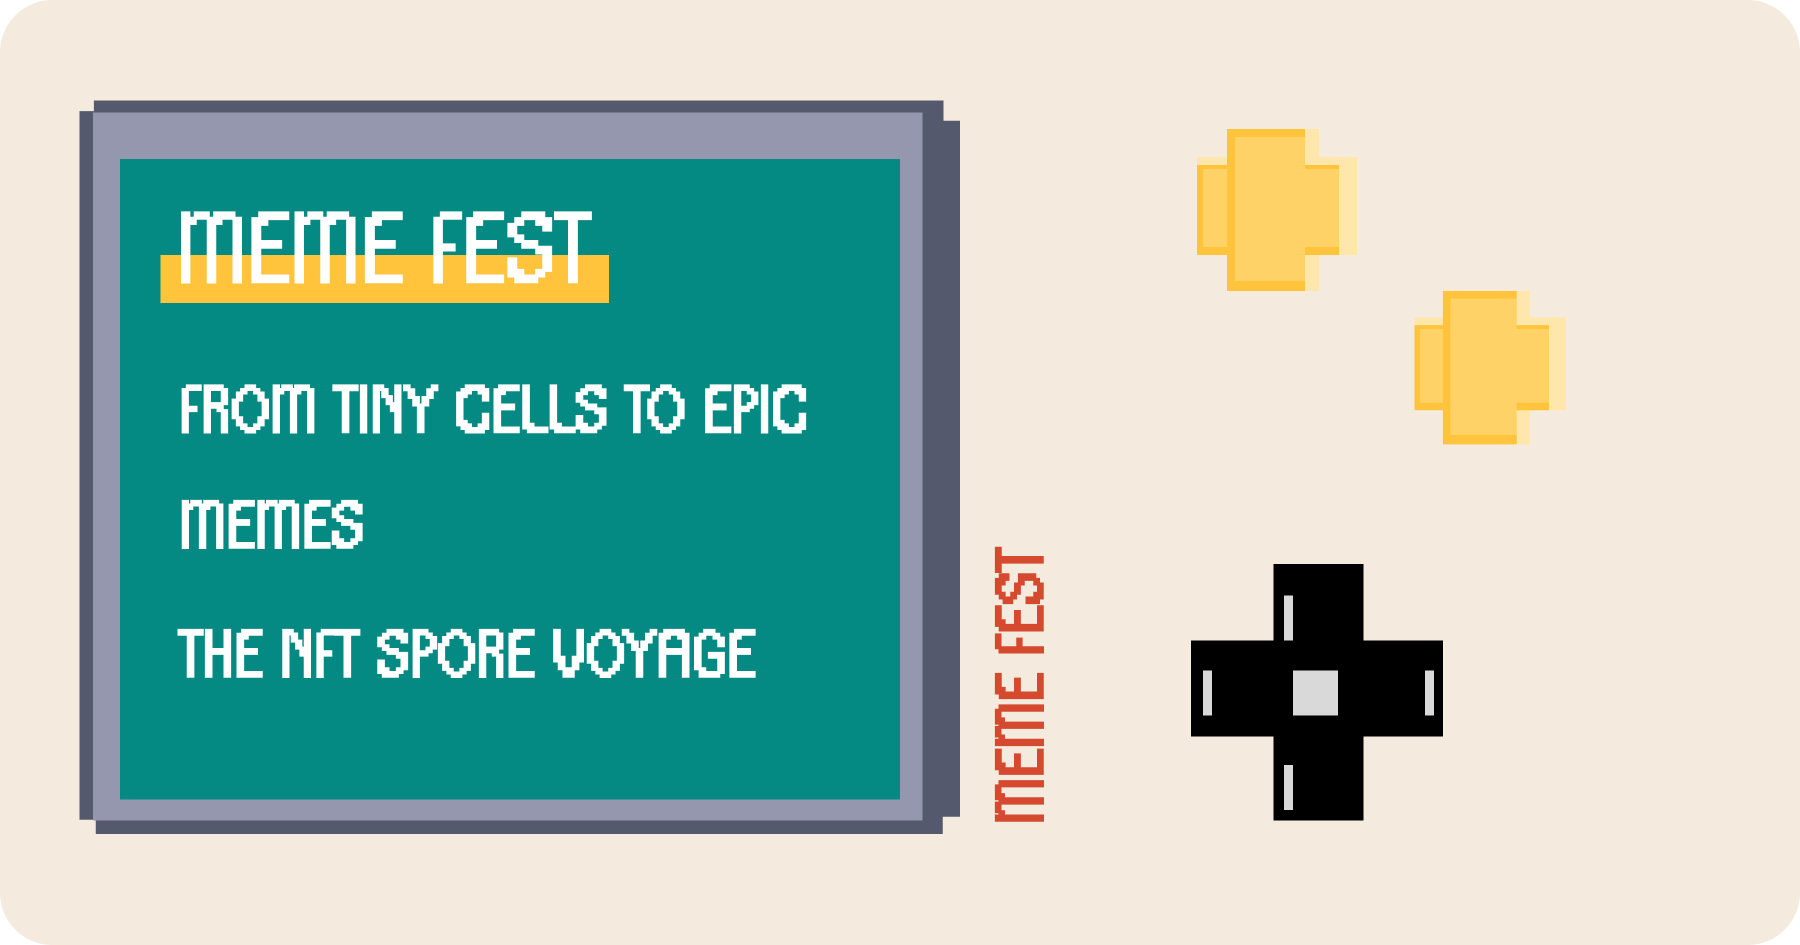 MEME FEST
FROM TINY CELLS TO EPIC
MEMES
THE NFT SPORE VOYAGE
MEME FEST